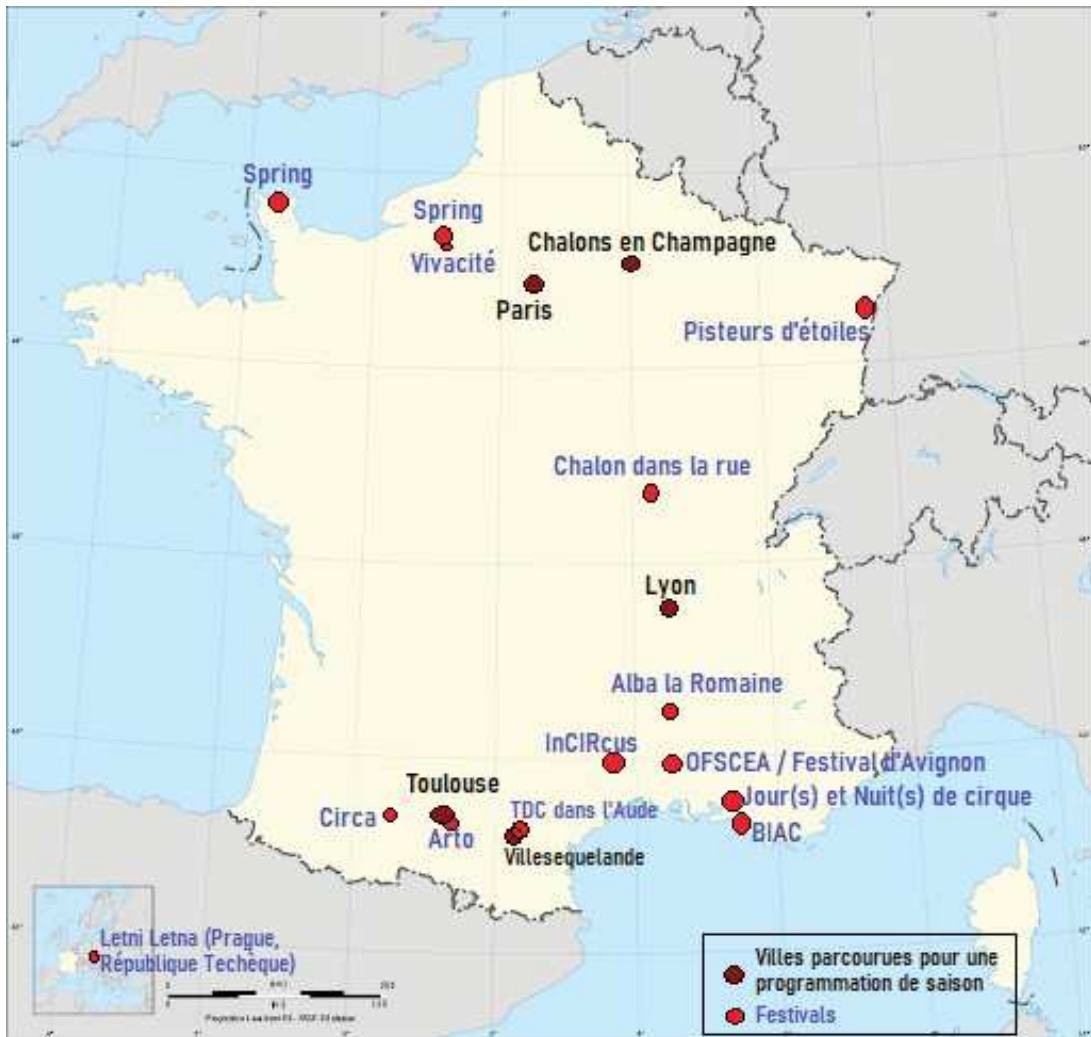 Spring
Spring
Vivacité
Chalons en Champagne
Paris
Pisteurs d'étoiles
Chalon dans la rue
Lyon
Alba la Romaine
InCIRcus
OFSCEA / Festival d'Avignon
Toulouse
Jour(s) et Nuit(s) de cirque
Circa
TDC dans l'Aude
Arto
BIAC
Villesequelande
Letni Letna (Prague,
République Techèque)
Villes parcourues pour une
programmation de saison
Festivals